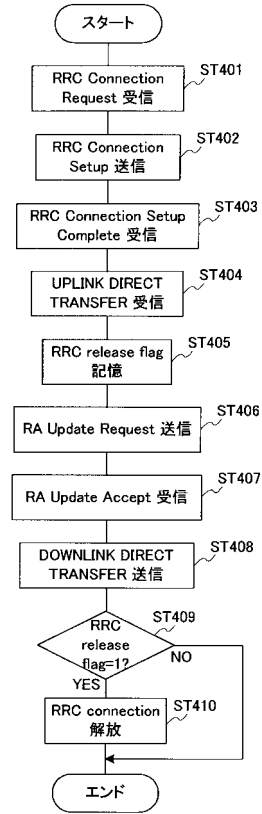 スタート
ST401
RRC Connection
Request 受信
ST402
RRC Connection
Setup 送信
ST403
RRC Connection Setup
Complete 受信
ST404
UPLINK DIRECT
TRANSFER 受信
ST405
RRC release flag
記憶
ST406
RA Update Request 送信
ST407
RA Update Accept 受信
ST408
DOWNLINK DIRECT
TRANSFER 送信
ST409
RRC
release
flag=1?
NO
YES
ST410
RRC connection
解放
エンド